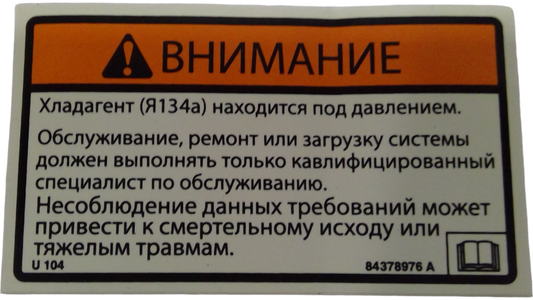 ВНИМАНИЕ
Хладагент (Я134а) находится под давлением.
Обслуживание, ремонт или загрузку системы
должен выполнять только кавлифицированный
специалист по обслуживанию.
Несоблюдение данных требований может
привести к смертельному исходу или
тяжелым травмам.
U 104 84378976 A